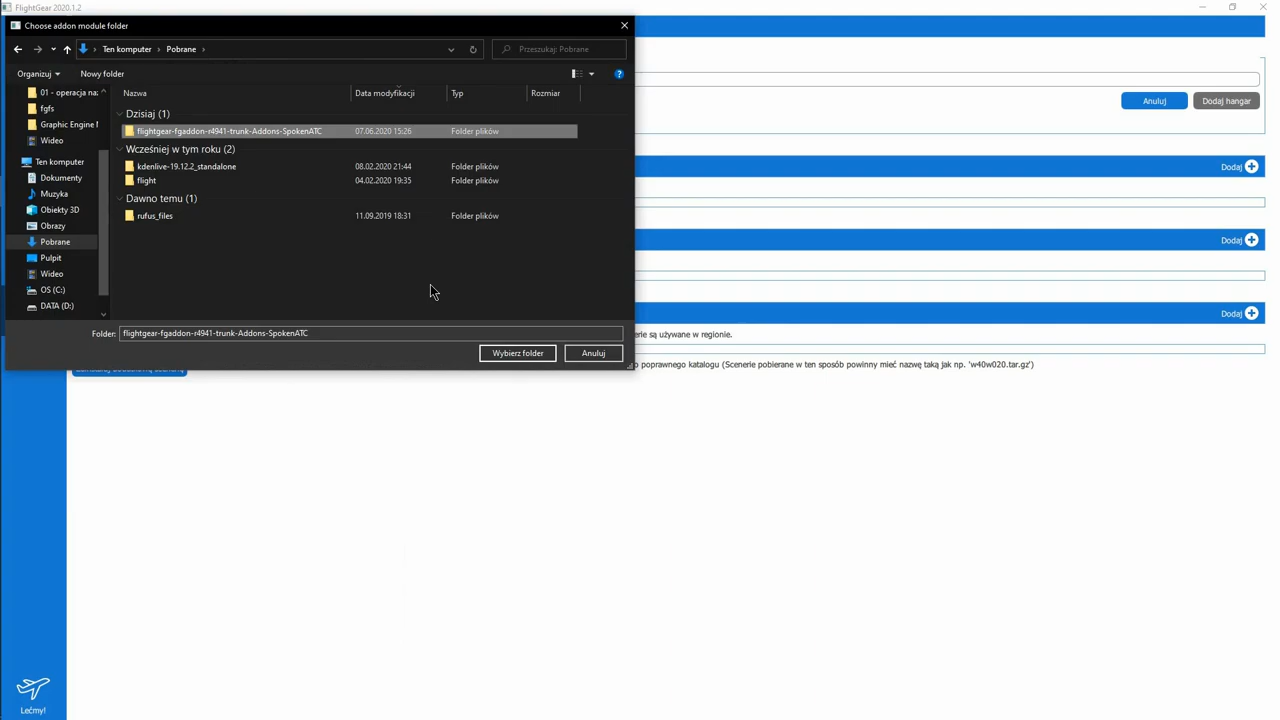 FlightGear 2020.1.2
Choose addon module folder
Ten komputer > Pobrane >
Przeszukaj: Pobrane
Organizuj
Nowy folder
Nazwa
Data modyfikacji
Typ
Rozmiar
01 - operacja na
fgfs
Graphic Engine
Wideo
Ten komputer
Dokumenty
Muzyka
Obiekty 3D
Obrazy
Pobrane
Pulpit
Wideo
OS (C:)
DATA (D:)
Dzisiaj (1)
flightgear-fgaddon-r4941-trunk-Addons-SpokenATC 07.06.2020 15:26 Folder plików
Wcześniej w tym roku (2)
kdenlive-19.12.2_standalone 08.02.2020 21:44 Folder plików
flight 04.02.2020 19:35 Folder plików
Dawno temu (1)
rufus_files 11.09.2019 18:31 Folder plików
Folder: flightgear-fgaddon-r4941-trunk-Addons-SpokenATC
Wybierz folder
Anuluj
Anuluj
Dodaj hangar
Dodaj
Dodaj
Dodaj
są używane w regionie.
poprawnego katalogu (Scenerie pobierane w ten sposób powinny mieć nazwę taką jak np. 'w40w020.tar.gz')
Lećmy!